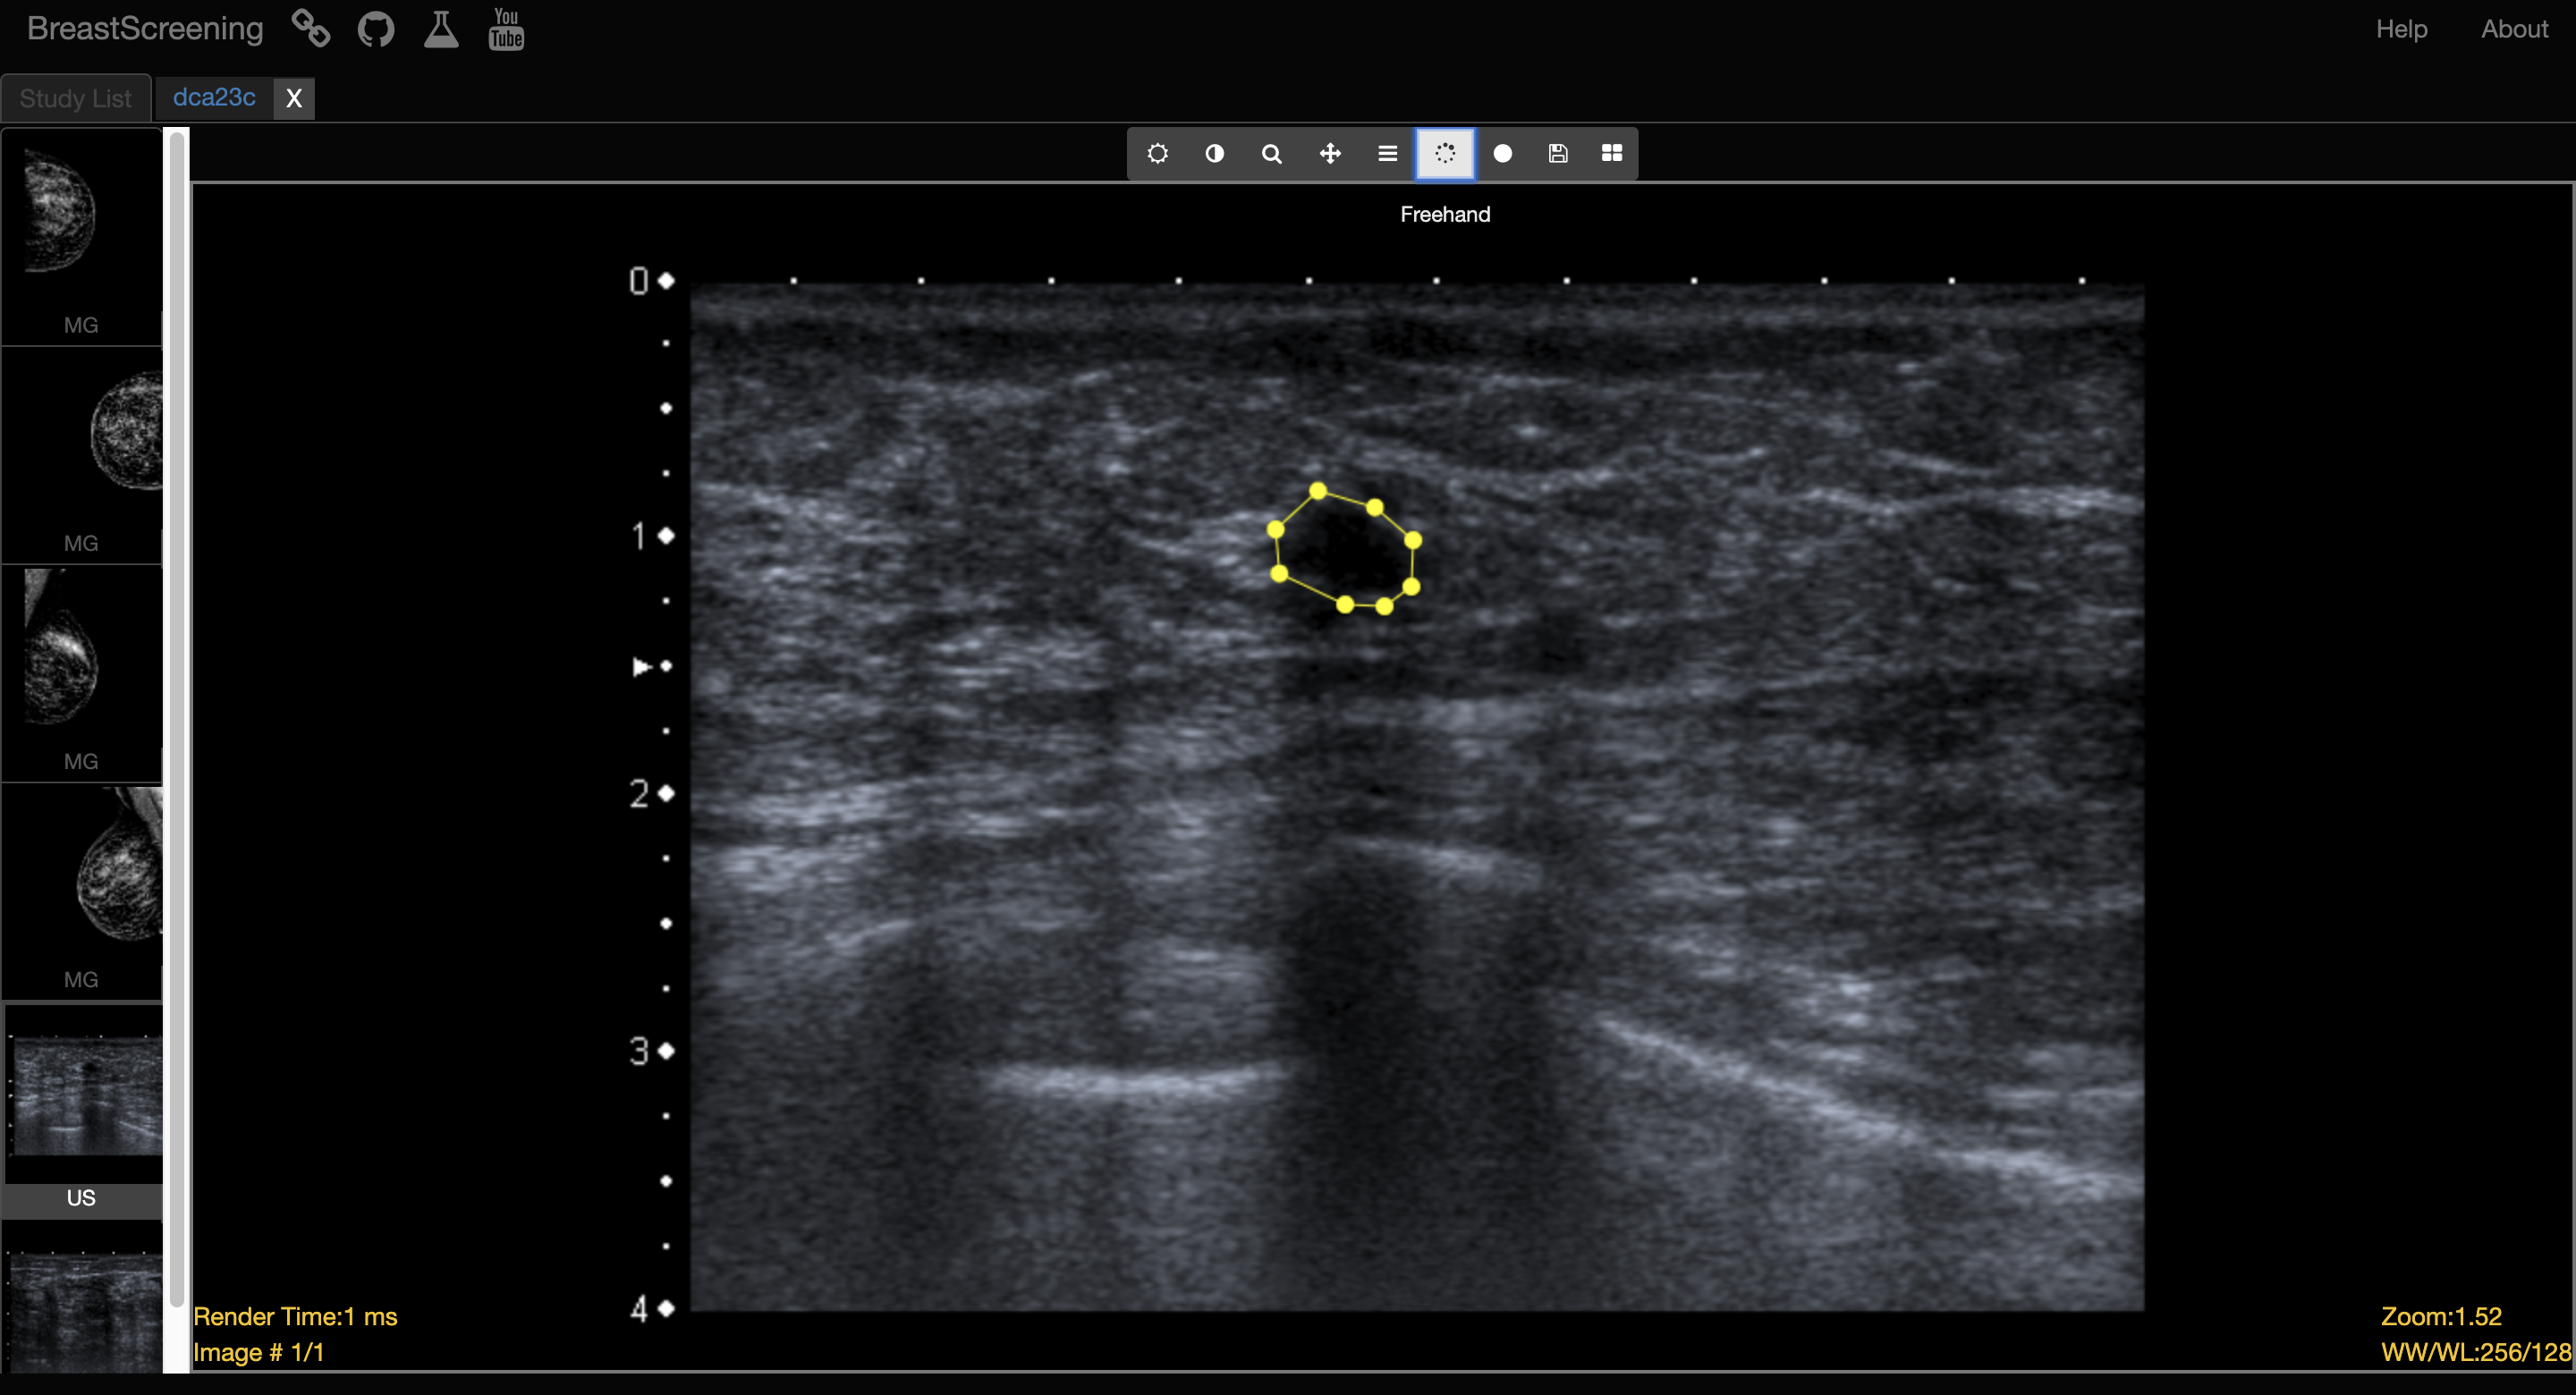 BreastScreening You Tube Help About
Study List dca23c X
Freehand
MG
MG
MG
MG
US
0
1
2
3
4
Render Time:1 ms
Image # 1/1
Zoom:1.52
WW/WL:256/128